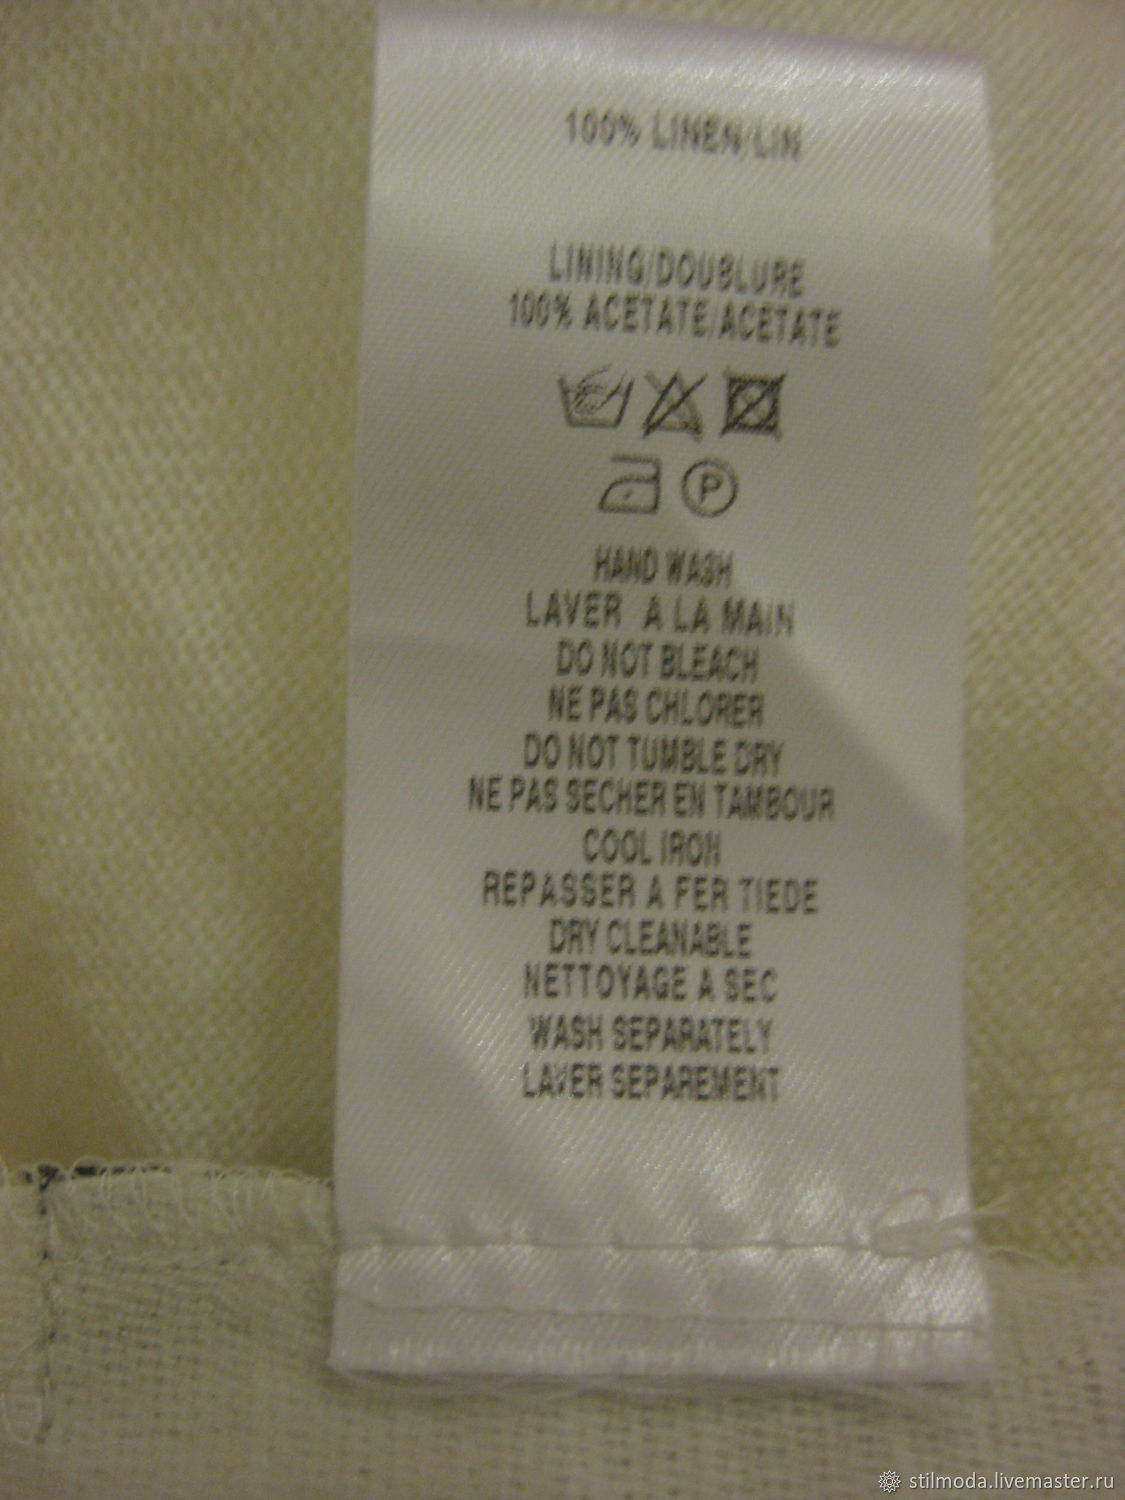 100% LINEN/LIN
LINING/DOUBLURE
100% ACETATE/ACETATE
P
HAND WASH
LAVER A LA MAIN
DO NOT BLEACH
NE PAS CHLORER
DO NOT TUMBLE DRY
NE PAS SECHER EN TAMBOUR
COOL IRON
REPASSER A FER TIEDE
DRY CLEANABLE
NETTOYAGE A SEC
WASH SEPARATELY
LAVER SEPAREMENT
stilmoda.livemaster.ru